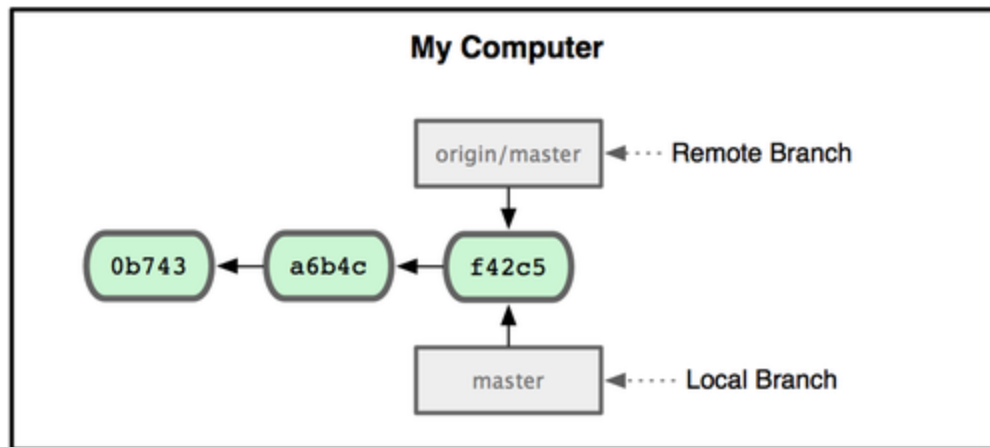 My Computer
origin/master
Remote Branch
0b743
a6b4c
f42c5
master
Local Branch